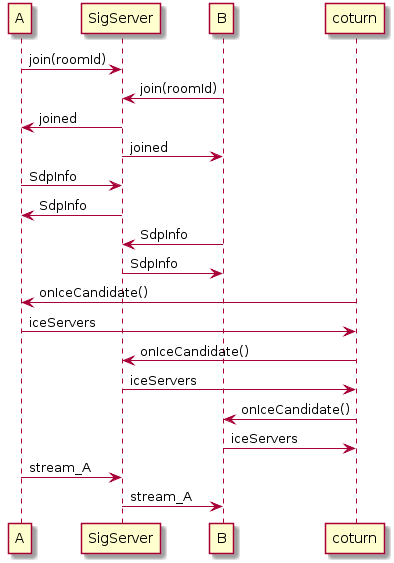 A SigServer B coturn
join(roomId)
join(roomId)
joined
joined
SdpInfo
SdpInfo
SdpInfo
SdpInfo
onIceCandidate()
iceServers
onIceCandidate()
iceServers
onIceCandidate()
iceServers
stream_A
stream_A
A SigServer B coturn